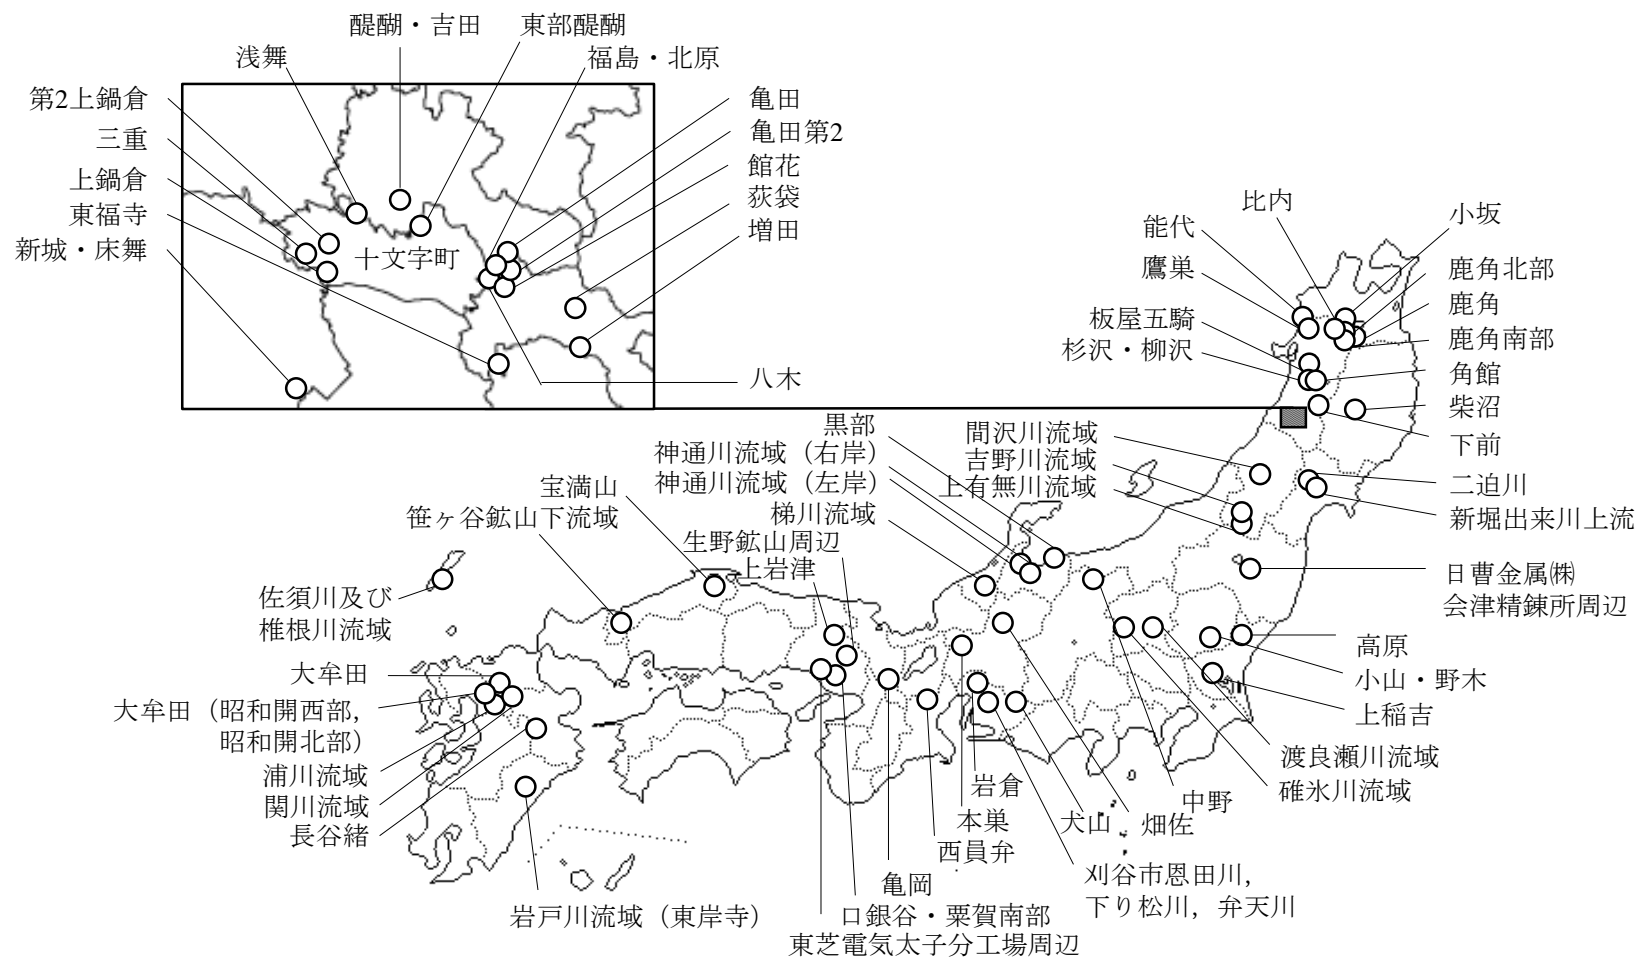 醍醐・吉田
東部醍醐
浅舞
福島・北原
第2上鍋倉
三重
上鍋倉
東福寺
新城・床舞
十文字町
亀田
亀田第2
館花
荻袋
増田
八木
比内
小坂
能代
鷹巣
板屋五騎
杉沢・柳沢
鹿角北部
鹿角
鹿角南部
角館
柴沼
下前
二迫川
新堀出来川上流
日曹金属㈱
会津精錬所周辺
高原
小山・野木
上稲吉
渡良瀬川流域
碓氷川流域
黒部
神通川流域（右岸）
神通川流域（左岸）
梯川流域
間沢川流域
吉野川流域
上有無川流域
宝満山
笹ヶ谷鉱山下流域
生野鉱山周辺
上岩津
佐須川及び
椎根川流域
大牟田
大牟田（昭和開西部，
昭和開北部）
浦川流域
関川流域
長谷緒
岩戸川流域（東岸寺）
岩倉
本巣
西員弁
亀岡
口銀谷・粟賀南部
東芝電気太子分工場周辺
犬山
畑佐
中野
刈谷市恩田川，
下り松川，弁天川